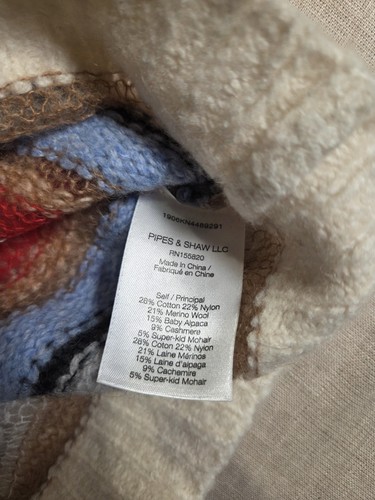 1906KN4469291
PIPES & SHAW LLC
RN155820
Made in China /
Fabriqué en Chine
Self / Principal
28% Cotton 22% Nylon
21% Merino Wool
15% Baby Alpaca
9% Cashmere
5% Super-kid Mohair
28% Coton 22% Nylon
21% Laine Mérinos
15% Laine d'alpaga
9% Cachemire
5% Super-kid Mohair